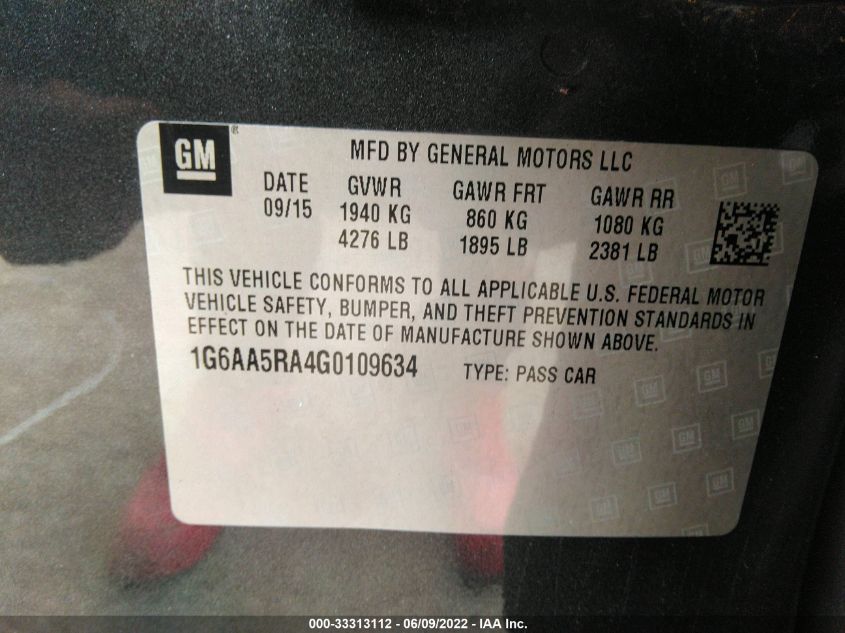 GM®
MFD BY GENERAL MOTORS LLC
DATE GVWR GAWR FRT GAWR RR
09/15 1940 KG 860 KG 1080 KG
4276 LB 1895 LB 2381 LB
THIS VEHICLE CONFORMS TO ALL APPLICABLE U.S. FEDERAL MOTOR
VEHICLE SAFETY, BUMPER, AND THEFT PREVENTION STANDARDS IN
EFFECT ON THE DATE OF MANUFACTURE SHOWN ABOVE.
1G6AA5RA4G0109634 TYPE: PASS CAR
000-33313112 - 06/09/2022 - IAA Inc.